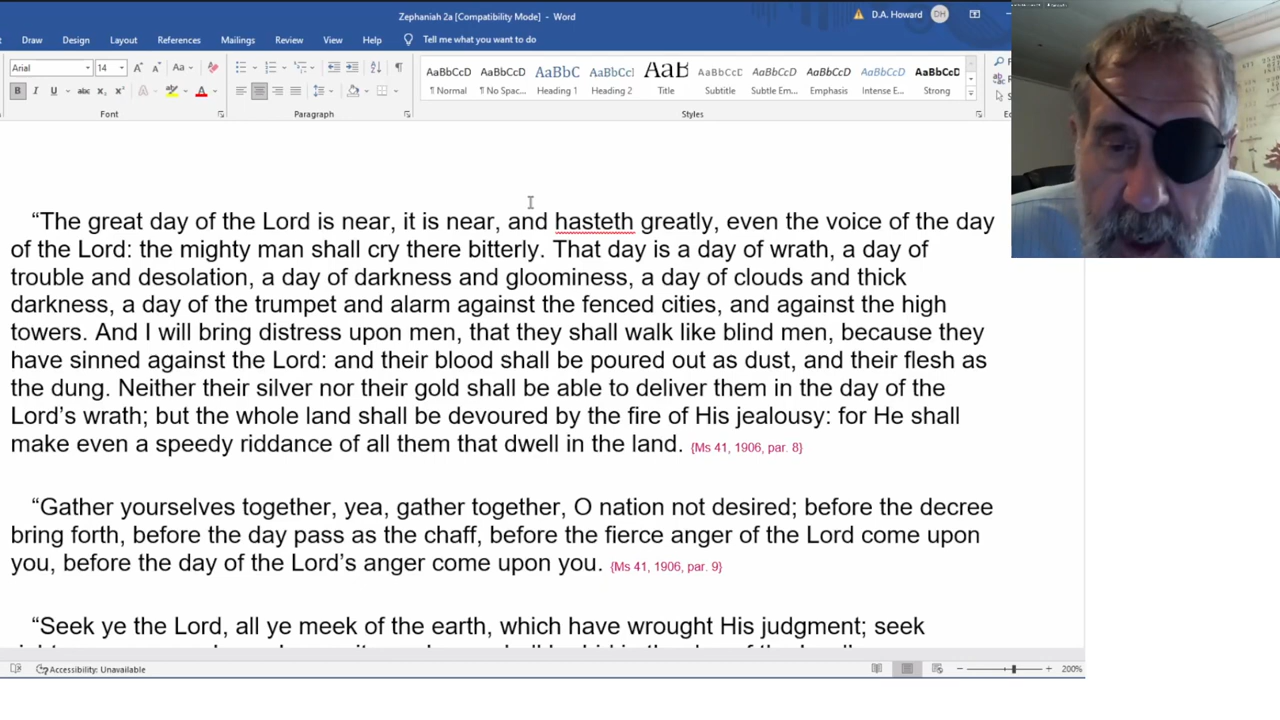 Zephaniah 2a [Compatibility Mode] - Word
D.A. Howard DH
Draw Design Layout References Mailings Review View Help Tell me what you want to do
Arial 14
AaBbCcD AaBbCcD AaBbC AaBbCcI AaB AaBbCcD AaBbCcD AaBbCcD AaBbCcD AaBbCcD
¶ Normal ¶ No Spac... Heading 1 Heading 2 Title Subtitle Subtle Em... Emphasis Intense E... Strong
Font Paragraph Styles
“The great day of the Lord is near, it is near, and hasteth greatly, even the voice of the day
of the Lord: the mighty man shall cry there bitterly. That day is a day of wrath, a day of
trouble and desolation, a day of darkness and gloominess, a day of clouds and thick
darkness, a day of the trumpet and alarm against the fenced cities, and against the high
towers. And I will bring distress upon men, that they shall walk like blind men, because they
have sinned against the Lord: and their blood shall be poured out as dust, and their flesh as
the dung. Neither their silver nor their gold shall be able to deliver them in the day of the
Lord’s wrath; but the whole land shall be devoured by the fire of His jealousy: for He shall
make even a speedy riddance of all them that dwell in the land. {Ms 41, 1906, par. 8}
“Gather yourselves together, yea, gather together, O nation not desired; before the decree
bring forth, before the day pass as the chaff, before the fierce anger of the Lord come upon
you, before the day of the Lord’s anger come upon you. {Ms 41, 1906, par. 9}
“Seek ye the Lord, all ye meek of the earth, which have wrought His judgment; seek
Accessibility: Unavailable
200%